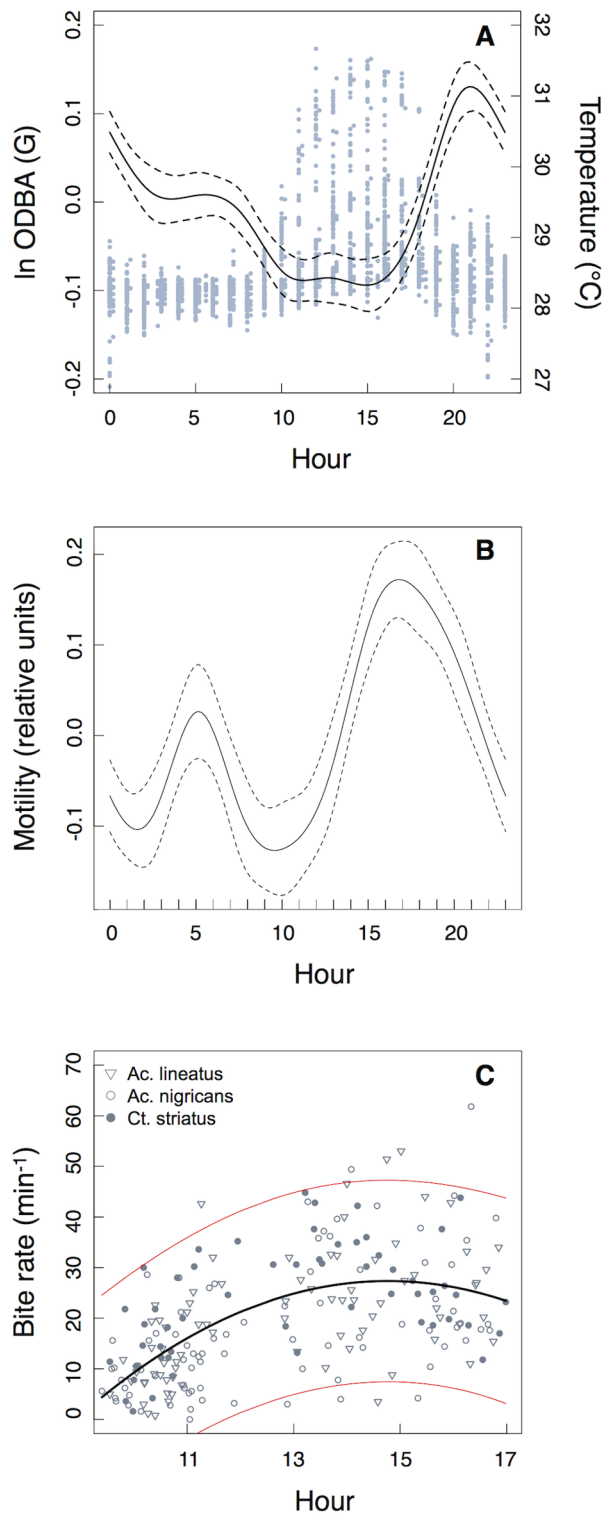 A
0.2
0.1
0.0
-0.1
-0.2
ln ODBA (G)
32
31
30
29
28
27
Temperature (°C)
0 5 10 15 20
Hour
B
0.2
0.1
0.0
-0.1
Motility (relative units)
0 5 10 15 20
Hour
C
70
60
50
40
30
20
10
0
Bite rate (min-1)
Ac. lineatus
Ac. nigricans
Ct. striatus
11 13 15 17
Hour